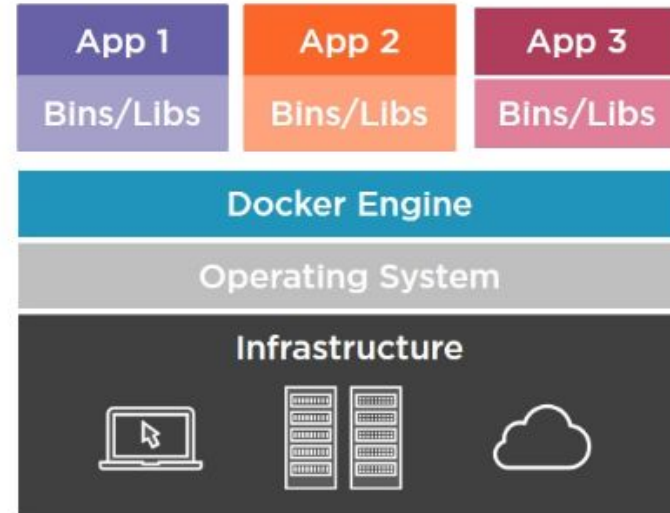 App 1
App 2
App 3
Bins/Libs
Bins/Libs
Bins/Libs
Docker Engine
Operating System
Infrastructure